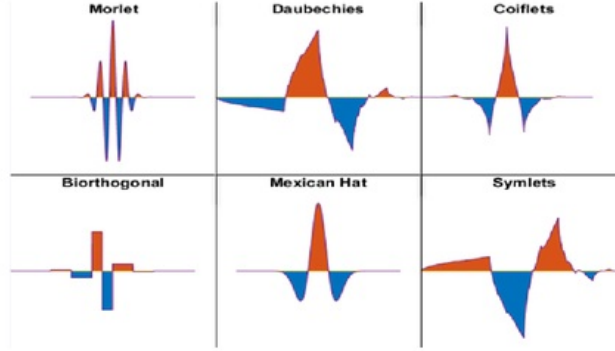 Morlet
Daubechies
Coiflets
Biorthogonal
Mexican Hat
Symlets